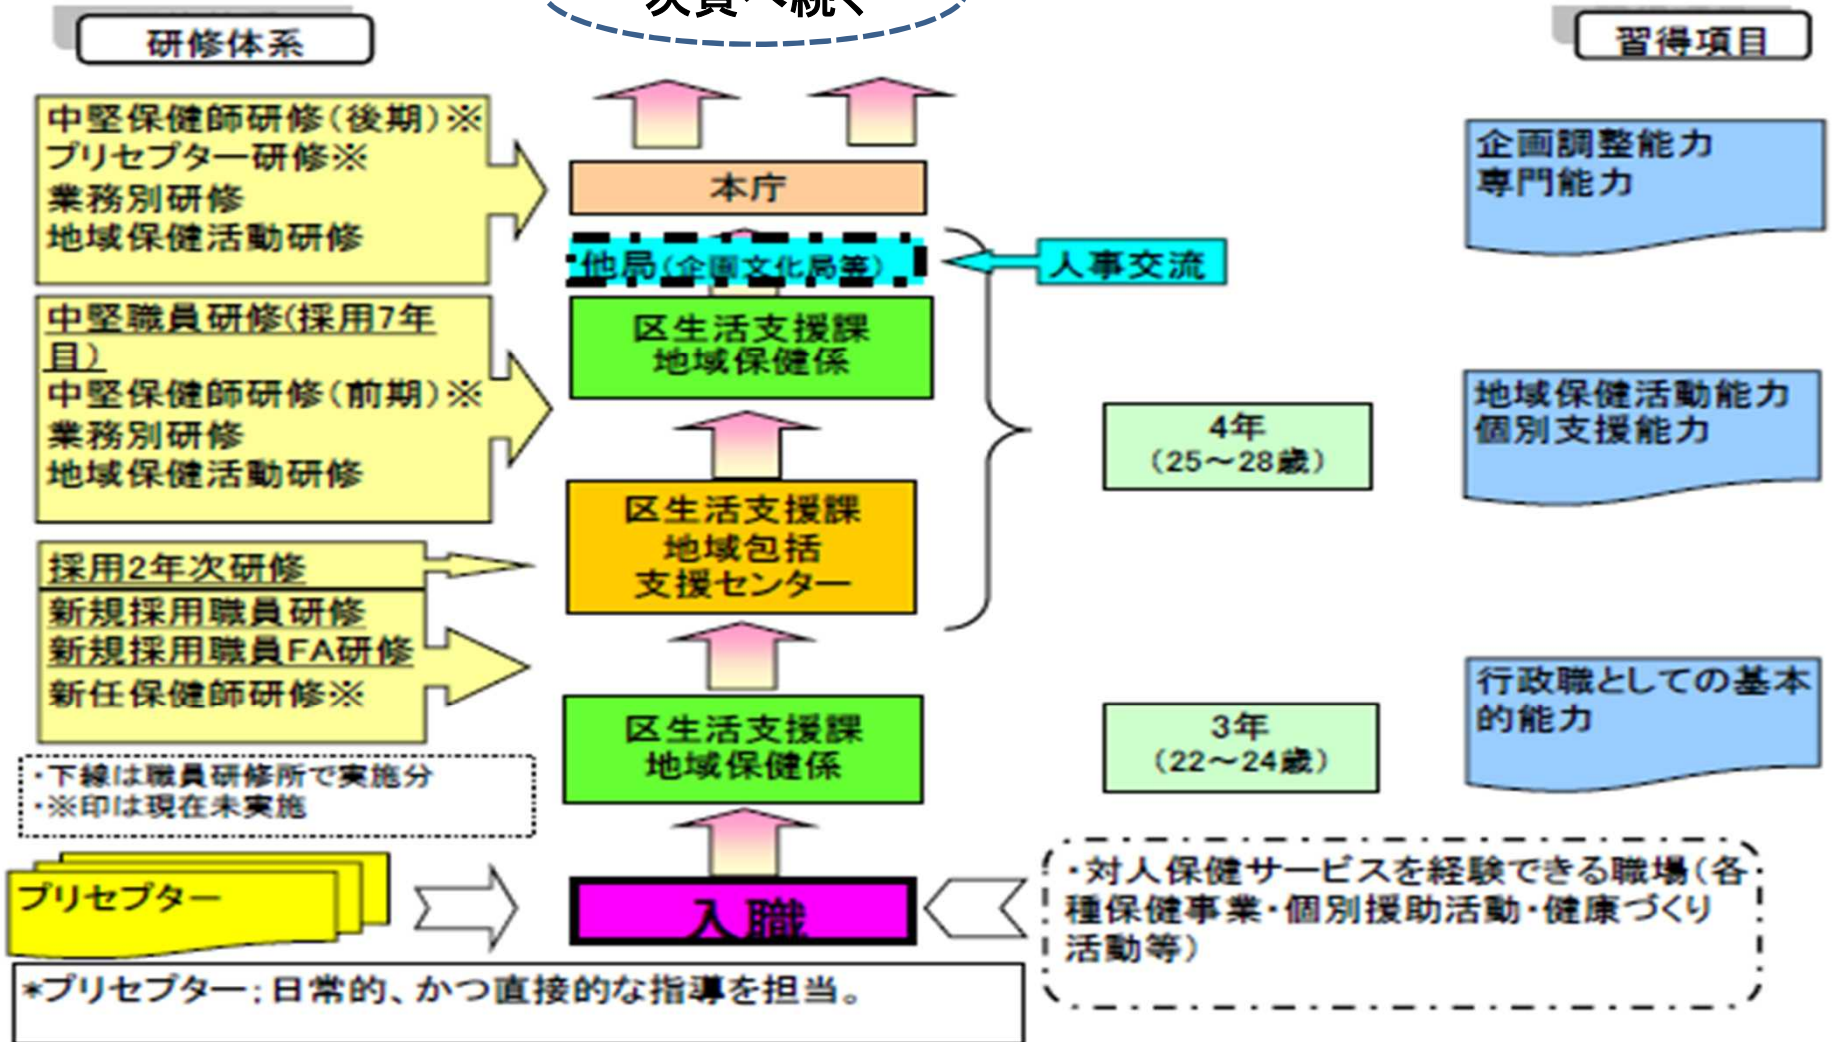 次頁へ続く
研修体系
習得項目
中堅保健師研修(後期)※
プリセプター研修※
業務別研修
地域保健活動研修
中堅職員研修(採用7年
目)
中堅保健師研修(前期)※
業務別研修
地域保健活動研修
採用2年次研修
新規採用職員研修
新規採用職員FA研修
新任保健師研修※
・下線は職員研修所で実施分
・※印は現在未実施
プリセプター
*プリセプター;日常的、かつ直接的な指導を担当。
本庁
他局(企画文化局等)
人事交流
区生活支援課
地域保健係
区生活支援課
地域包括
支援センター
区生活支援課
地域保健係
入職
4年
(25~28歳)
3年
(22~24歳)
企画調整能力
専門能力
地域保健活動能力
個別支援能力
行政職としての基本
的能力
・対人保健サービスを経験できる職場(各
種保健事業・個別援助活動・健康づくり
活動等)